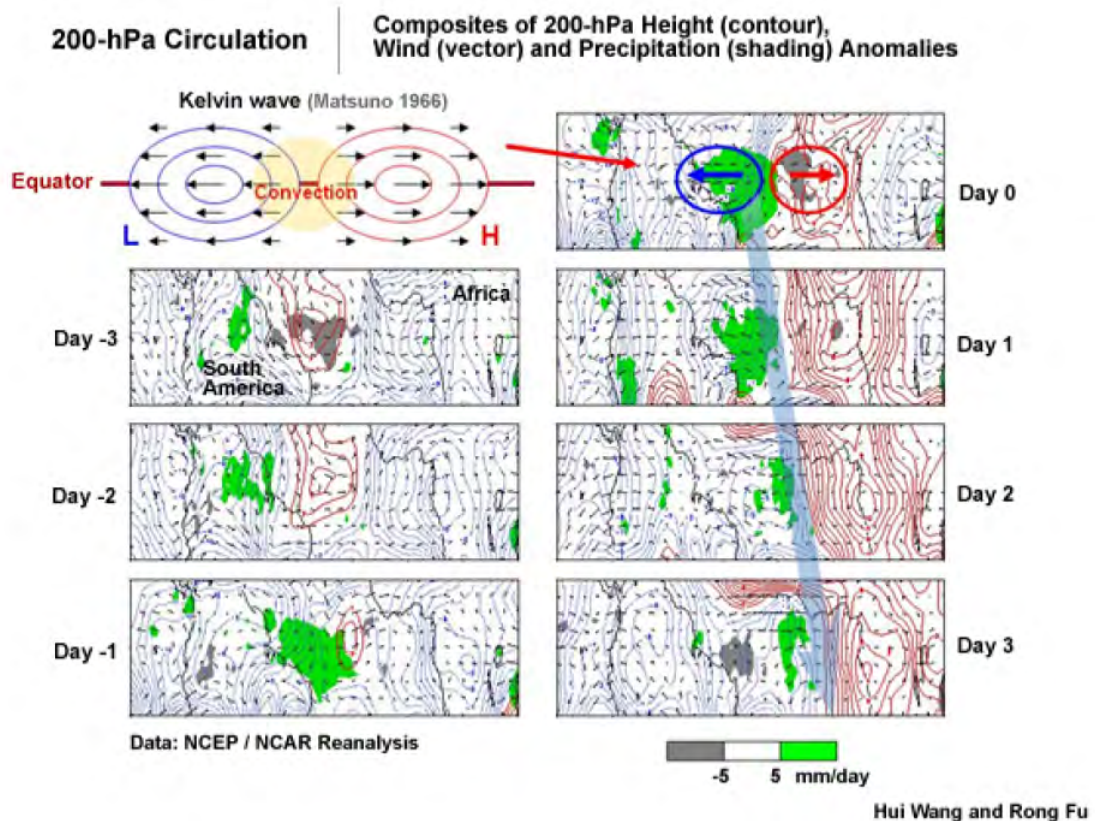 200-hPa Circulation
Composites of 200-hPa Height (contour),
Wind (vector) and Precipitation (shading) Anomalies
Kelvin wave (Matsuno 1966)
Equator
Convection
L
H
Day 0
Day -3
Africa
South
America
Day 1
Day -2
Day 2
Day -1
Day 3
Data: NCEP / NCAR Reanalysis
-5 5 mm/day
Hui Wang and Rong Fu